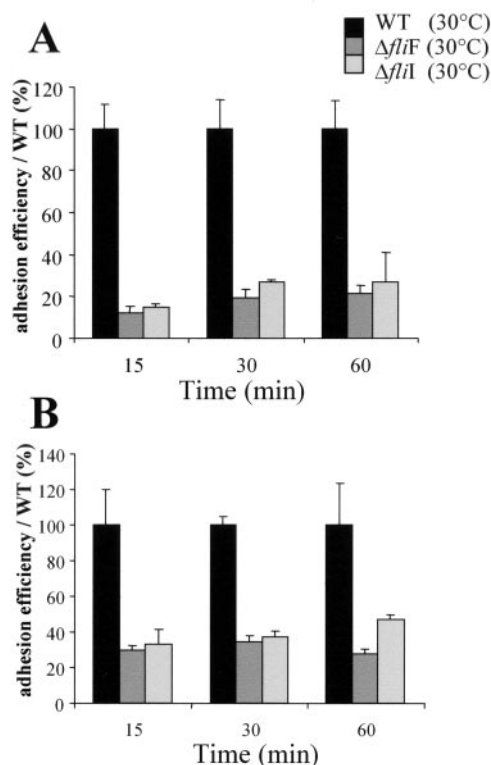 WT (30°C)
ΔfliF (30°C)
ΔfliI (30°C)
A
adhesion efficiency / WT (%)
120
100
80
60
40
20
0
15 30 60
Time (min)
B
adhesion efficiency / WT (%)
140
120
100
80
60
40
20
0
15 30 60
Time (min)